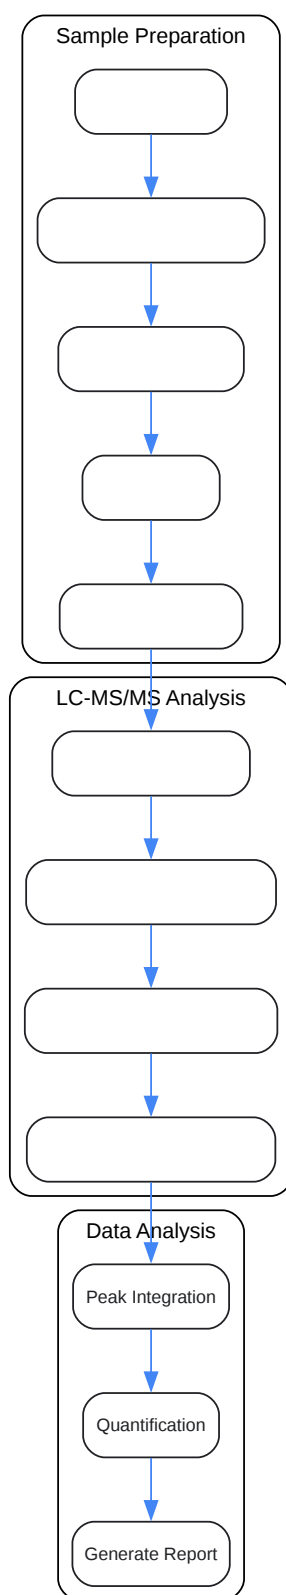 Sample Preparation
LC-MS/MS Analysis
Data Analysis
Peak Integration
Quantification
Generate Report